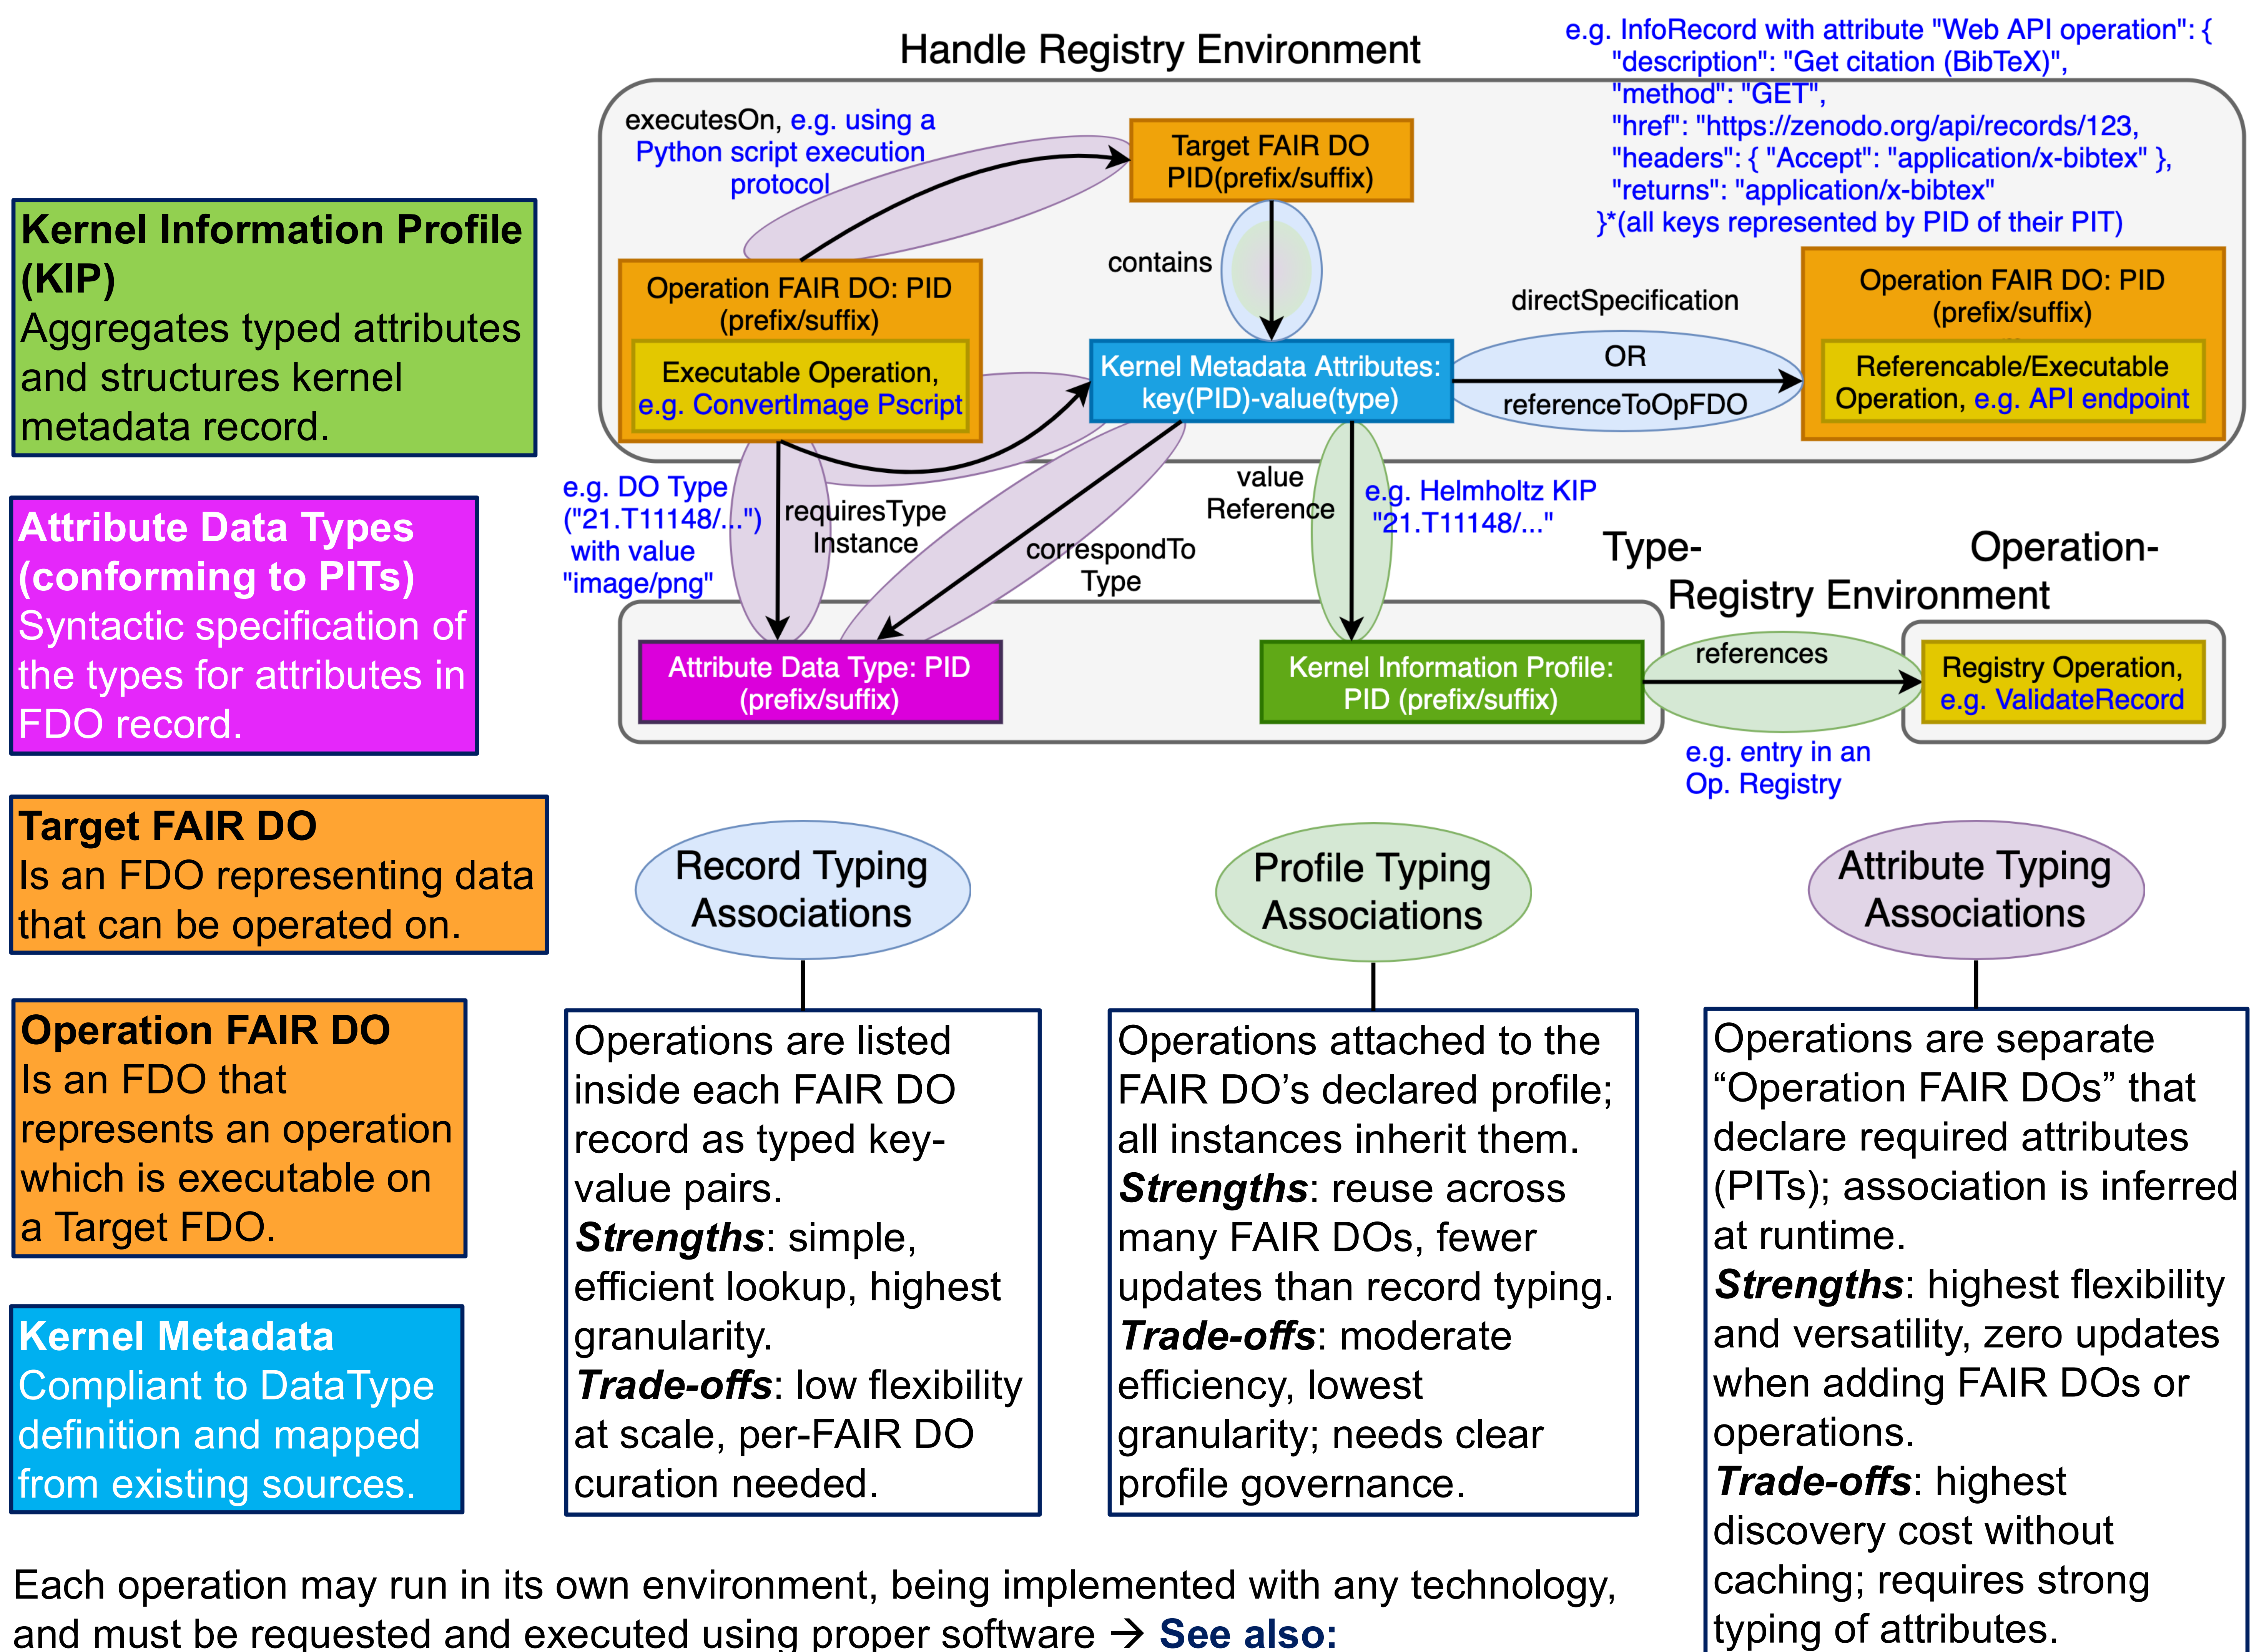 Handle Registry Environment
e.g. InfoRecord with attribute "Web API operation": {
"description": "Get citation (BibTeX)",
"method": "GET",
"href": "https://zenodo.org/api/records/123,
"headers": { "Accept": "application/x-bibtex" },
"returns": "application/x-bibtex"
}*(all keys represented by PID of their PIT)
executesOn, e.g. using a
Python script execution
protocol
Target FAIR DO
PID(prefix/suffix)
contains
Operation FAIR DO: PID
(prefix/suffix)
Executable Operation,
e.g. ConvertImage Pscript
Kernel Metadata Attributes:
key(PID)-value(type)
directSpecification
OR
referenceToOpFDO
Operation FAIR DO: PID
(prefix/suffix)
Referencable/Executable
Operation, e.g. API endpoint
e.g. DO Type
("21.T11148/...")
with value
"image/png"
requiresType
Instance
correspondTo
Type
value
Reference
e.g. Helmholtz KIP
"21.T11148/..."
Type-
Operation-
Registry Environment
Attribute Data Type: PID
(prefix/suffix)
Kernel Information Profile:
PID (prefix/suffix)
references
Registry Operation,
e.g. ValidateRecord
e.g. entry in an
Op. Registry
Kernel Information Profile
(KIP)
Aggregates typed attributes
and structures kernel
metadata record.
Attribute Data Types
(conforming to PITs)
Syntactic specification of
the types for attributes in
FDO record.
Target FAIR DO
Is an FDO representing data
that can be operated on.
Operation FAIR DO
Is an FDO that
represents an operation
which is executable on
a Target FDO.
Kernel Metadata
Compliant to DataType
definition and mapped
from existing sources.
Record Typing
Associations
Operations are listed
inside each FAIR DO
record as typed key-
value pairs.
Strengths: simple,
efficient lookup, highest
granularity.
Trade-offs: low flexibility
at scale, per-FAIR DO
curation needed.
Profile Typing
Associations
Operations attached to the
FAIR DO’s declared profile;
all instances inherit them.
Strengths: reuse across
many FAIR DOs, fewer
updates than record typing.
Trade-offs: moderate
efficiency, lowest
granularity; needs clear
profile governance.
Attribute Typing
Associations
Operations are separate
“Operation FAIR DOs” that
declare required attributes
(PITs); association is inferred
at runtime.
Strengths: highest flexibility
and versatility, zero updates
when adding FAIR DOs or
operations.
Trade-offs: highest
discovery cost without
caching; requires strong
typing of attributes.
Each operation may run in its own environment, being implemented with any technology,
and must be requested and executed using proper software → See also: